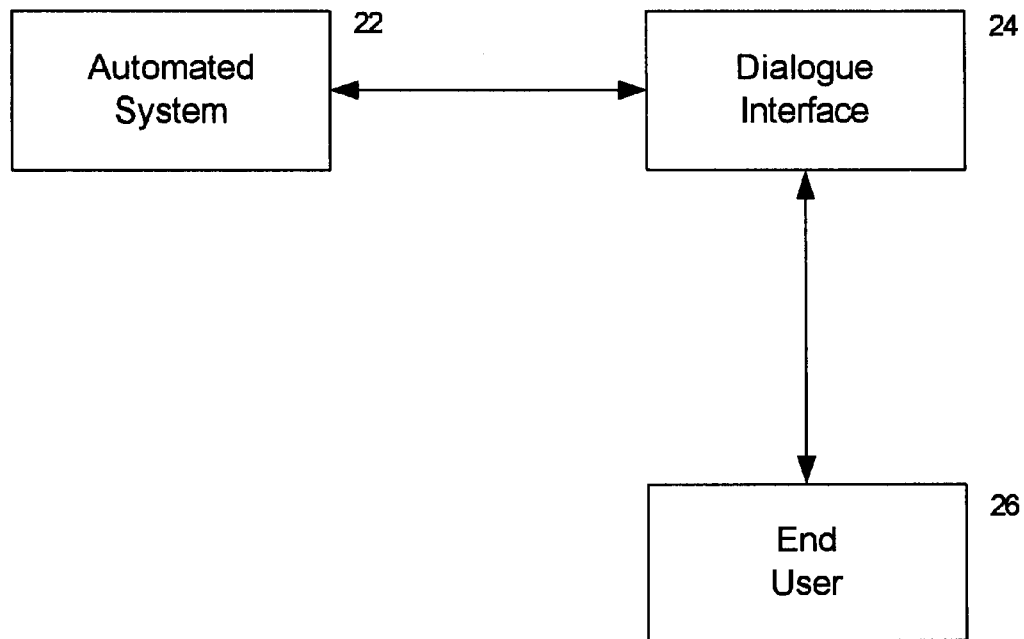 22
Automated
System
24
Dialogue
Interface
26
End
User